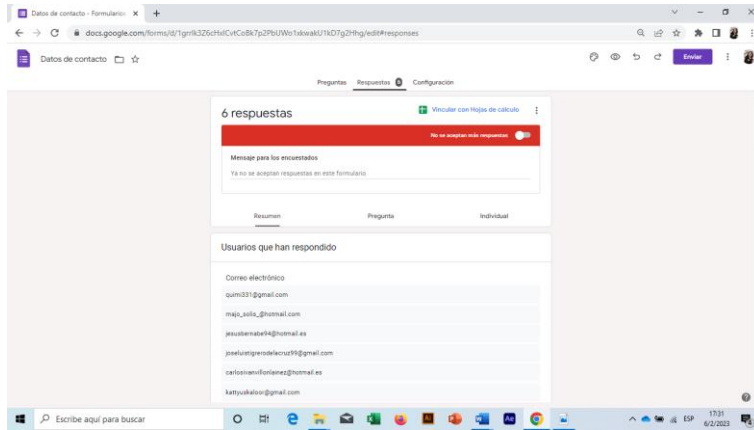 Datos de contacto - Formularios
docs.google.com/forms/d/
/edit#responses
Datos de contacto
Enviar
Preguntas Respuestas Configuración
6 respuestas
Vincular con Hojas de cálculo
No se aceptan más respuestas
Mensaje para los encuestados
Ya no se aceptan respuestas en este formulario
Resumen Pregunta Individual
Usuarios que han respondido
Correo electrónico
quimi331@gmail.com
majo_solis_@hotmail.com
jesusbernabe94@hotmail.es
joseluistigrerodelacruz99@gmail.com
carlosivanvillonlainez@hotmail.es
kattyuskaloor@gmail.com
Escribe aquí para buscar
ESP
17:31
6/2/2023